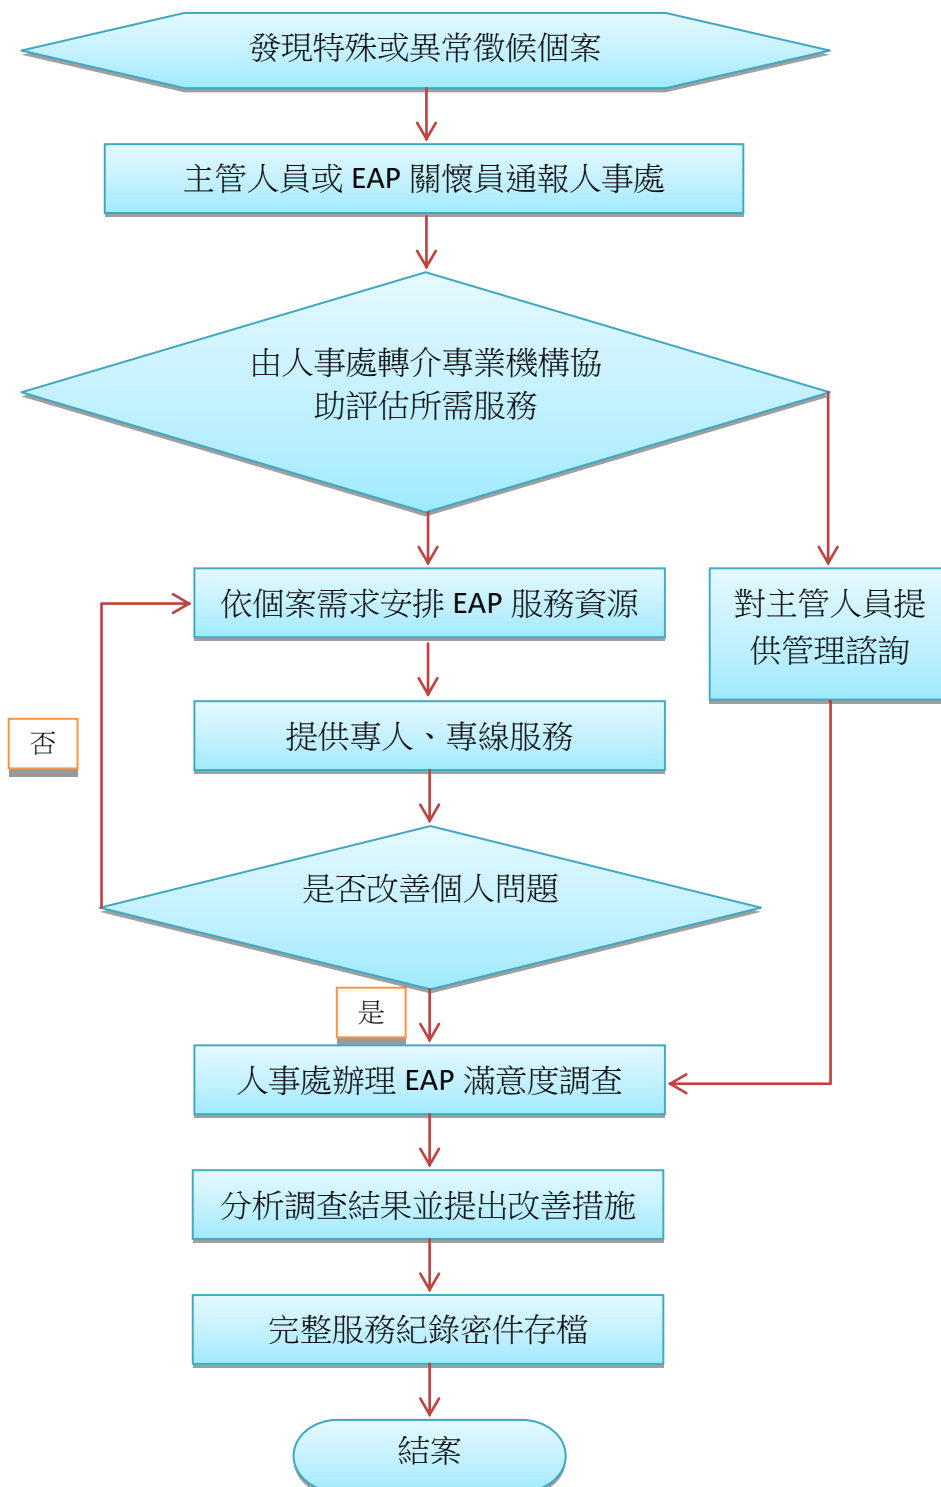 發現特殊或異常徵候個案
主管人員或 EAP 關懷員通報人事處
由人事處轉介專業機構協
助評估所需服務
依個案需求安排 EAP 服務資源
對主管人員提
供管理諮詢
提供專人、專線服務
否
是否改善個人問題
是
人事處辦理 EAP 滿意度調查
分析調查結果並提出改善措施
完整服務紀錄密件存檔
結案